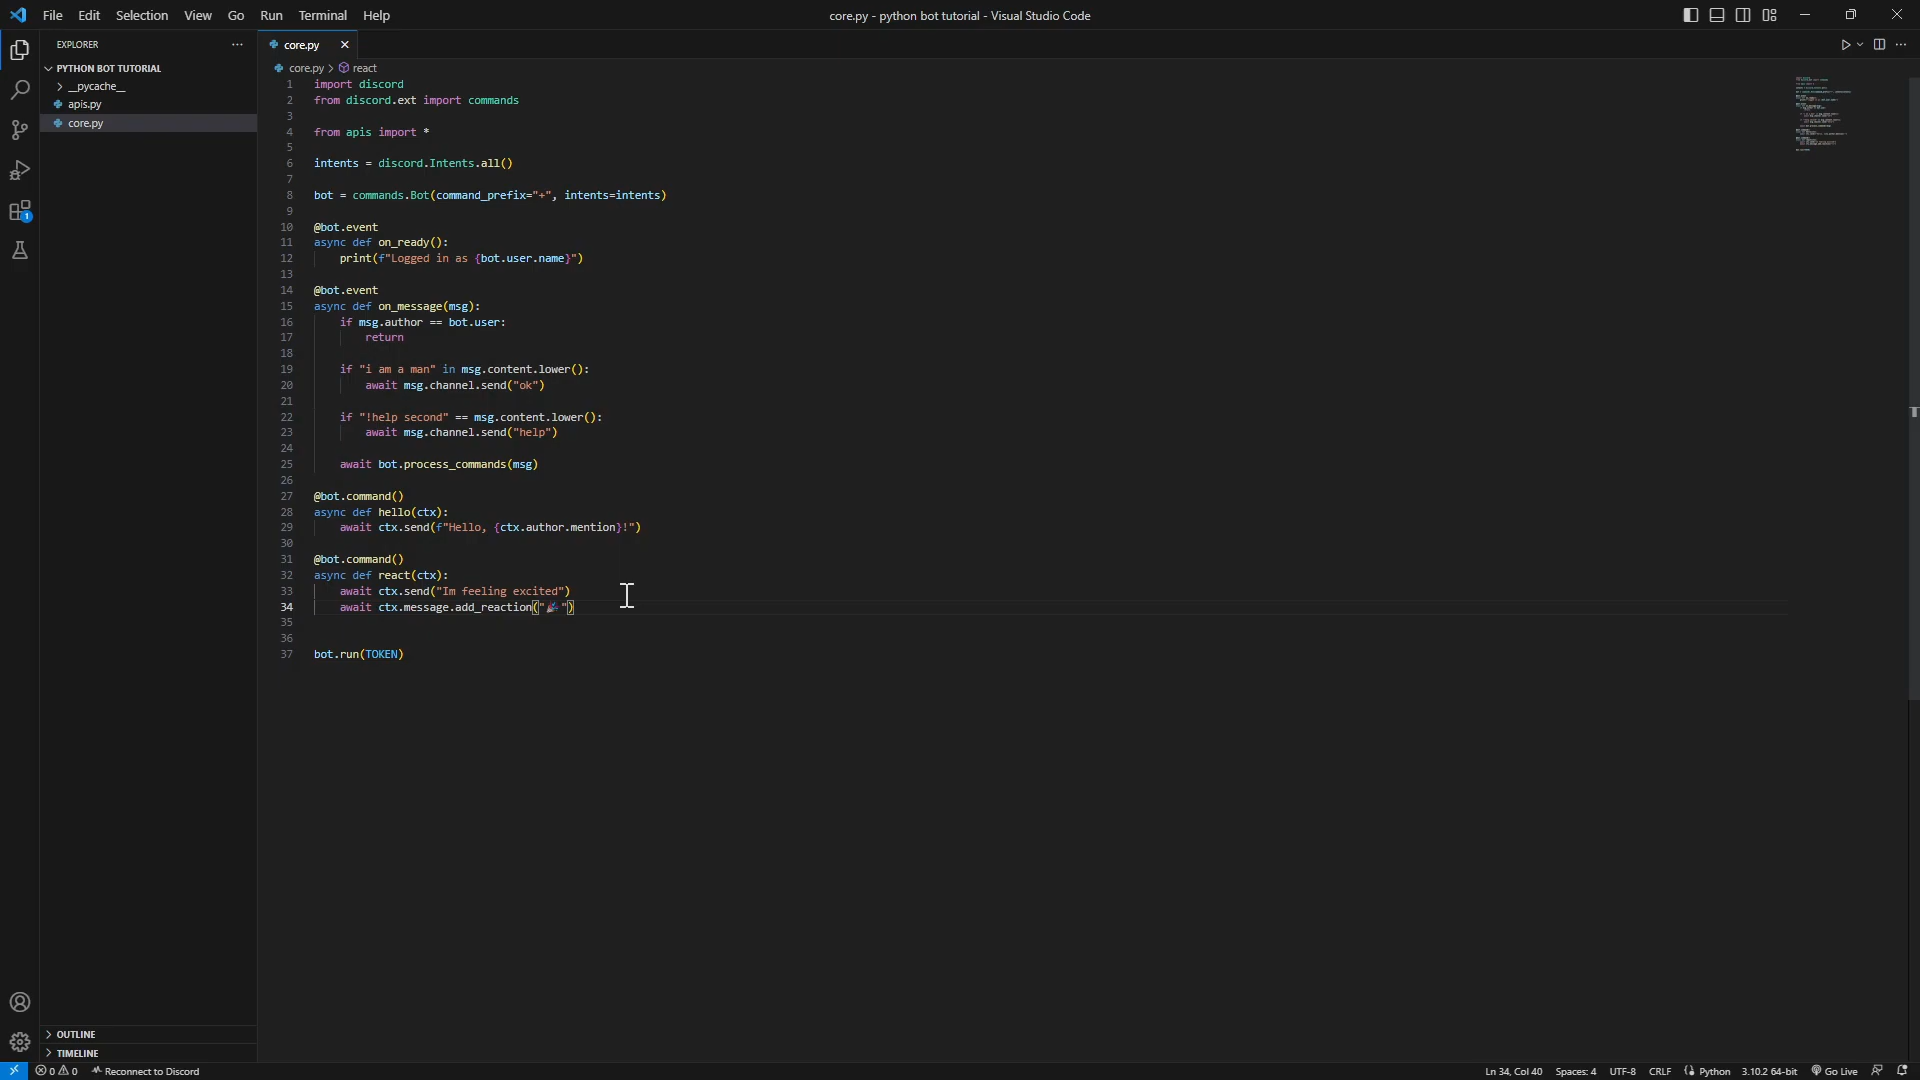 File Edit Selection View Go Run Terminal Help
core.py - python bot tutorial - Visual Studio Code
EXPLORER
PYTHON BOT TUTORIAL
__pycache__
apis.py
core.py
core.py
core.py > react
1 import discord
2 from discord.ext import commands
3
4 from apis import *
5
6 intents = discord.Intents.all()
7
8 bot = commands.Bot(command_prefix="+", intents=intents)
9
10 @bot.event
11 async def on_ready():
12 print(f"Logged in as {bot.user.name}")
13
14 @bot.event
15 async def on_message(msg):
16 if msg.author == bot.user:
17 return
18
19 if "i am a man" in msg.content.lower():
20 await msg.channel.send("ok")
21
22 if "!help second" == msg.content.lower():
23 await msg.channel.send("help")
24
25 await bot.process_commands(msg)
26
27 @bot.command()
28 async def hello(ctx):
29 await ctx.send(f"Hello, {ctx.author.mention}!")
30
31 @bot.command()
32 async def react(ctx):
33 await ctx.send("Im feeling excited")
34 await ctx.message.add_reaction("🎉")
35
36
37 bot.run(TOKEN)
1
OUTLINE
TIMELINE
0 0 Reconnect to Discord
Ln 34, Col 40 Spaces: 4 UTF-8 CRLF Python 3.10.2 64-bit Go Live